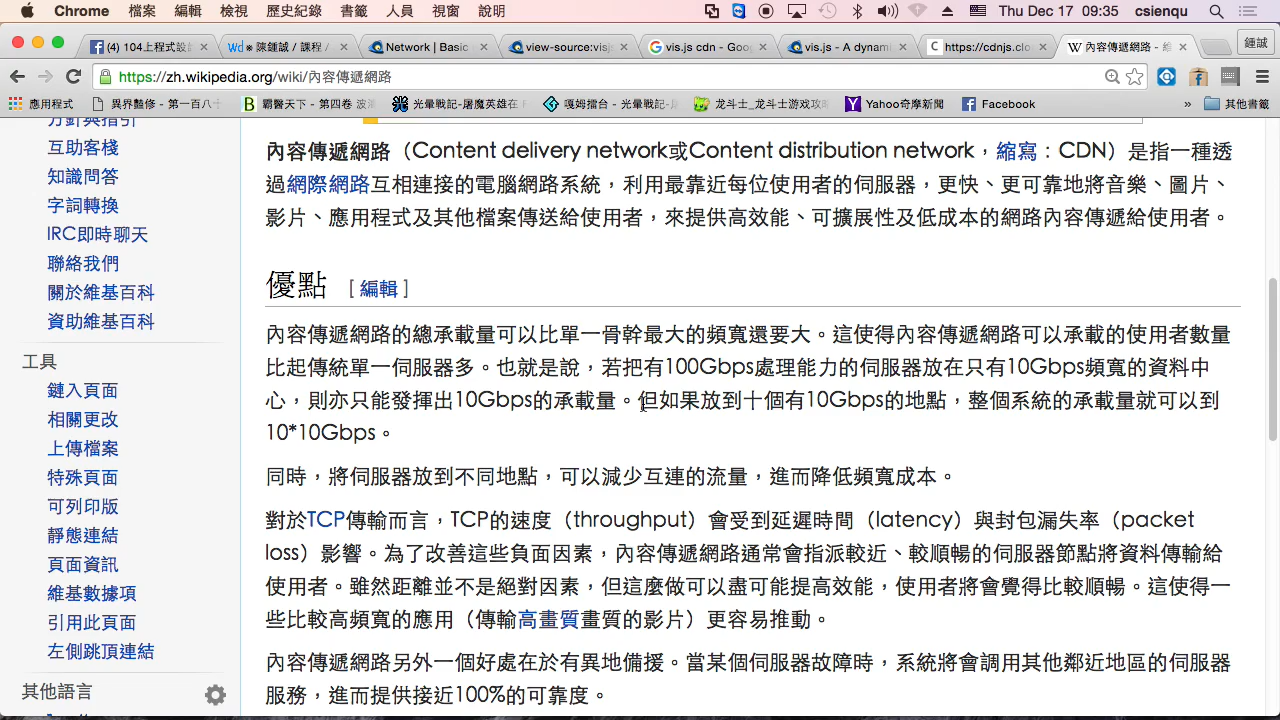 Chrome 檔案 編輯 檢視 歷史紀錄 書籤 人員 視窗 說明 Thu Dec 17 09:35 csienqu
(4) 104上程式設 wd 陳鍾誠 / 課程 / Network | Basic view-source:visj vis.js cdn - Goo vis.js - A dynami https://cdnjs.clo 內容傳遞網路 - 維 鍾誠
https://zh.wikipedia.org/wiki/內容傳遞網路
應用程式 異界豔修 - 第一百八十 霸醫天下 - 第四卷 光暈戰記-屠魔英雄在 嘎姆擂台 - 光暈戰記- 龙斗士_龙斗士游戏攻 Yahoo奇摩新聞 Facebook » 其他書籤
方針與指引
互助客棧
知識問答
字詞轉換
IRC即時聊天
聯絡我們
關於維基百科
資助維基百科
工具
鍵入頁面
相關更改
上傳檔案
特殊頁面
可列印版
靜態連結
頁面資訊
維基數據項
引用此頁面
左側跳頂連結
其他語言
內容傳遞網路（Content delivery network或Content distribution network，縮寫：CDN）是指一種透
過網際網路互相連接的電腦網路系統，利用最靠近每位使用者的伺服器，更快、更可靠地將音樂、圖片、
影片、應用程式及其他檔案傳送給使用者，來提供高效能、可擴展性及低成本的網路內容傳遞給使用者。
優點 [編輯]
內容傳遞網路的總承載量可以比單一骨幹最大的頻寬還要大。這使得內容傳遞網路可以承載的使用者數量
比起傳統單一伺服器多。也就是說，若把有100Gbps處理能力的伺服器放在只有10Gbps頻寬的資料中
心，則亦只能發揮出10Gbps的承載量。但如果放到十個有10Gbps的地點，整個系統的承載量就可以到
10*10Gbps。
同時，將伺服器放到不同地點，可以減少互連的流量，進而降低頻寬成本。
對於TCP傳輸而言，TCP的速度（throughput）會受到延遲時間（latency）與封包漏失率（packet
loss）影響。為了改善這些負面因素，內容傳遞網路通常會指派較近、較順暢的伺服器節點將資料傳輸給
使用者。雖然距離並不是絕對因素，但這麼做可以盡可能提高效能，使用者將會覺得比較順暢。這使得一
些比較高頻寬的應用（傳輸高畫質畫質的影片）更容易推動。
內容傳遞網路另外一個好處在於有異地備援。當某個伺服器故障時，系統將會調用其他鄰近地區的伺服器
服務，進而提供接近100%的可靠度。